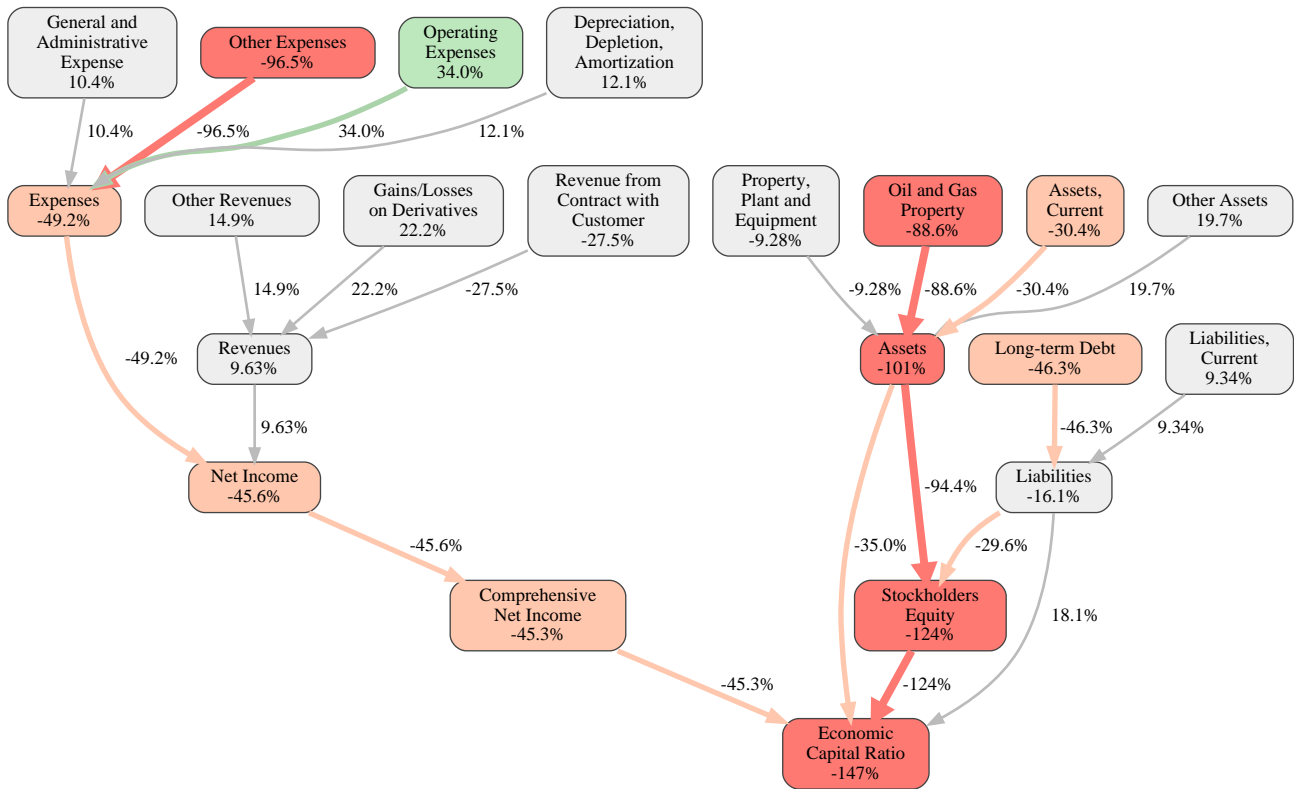 General and
Administrative
Expense
10.4%
Other Expenses
-96.5%
Operating
Expenses
34.0%
Depreciation,
Depletion,
Amortization
12.1%
10.4%
-96.5%
34.0%
12.1%
Expenses
-49.2%
Other Revenues
14.9%
Gains/Losses
on Derivatives
22.2%
Revenue from
Contract with
Customer
-27.5%
Property,
Plant and
Equipment
-9.28%
Oil and Gas
Property
-88.6%
Assets,
Current
-30.4%
Other Assets
19.7%
14.9%
22.2%
-27.5%
-9.28%
-88.6%
-30.4%
19.7%
-49.2%
Revenues
9.63%
Assets
-101%
Long-term Debt
-46.3%
Liabilities,
Current
9.34%
9.63%
-46.3%
9.34%
Net Income
-45.6%
-94.4%
Liabilities
-16.1%
-45.6%
-35.0%
-29.6%
Comprehensive
Net Income
-45.3%
Stockholders
Equity
-124%
18.1%
-45.3%
-124%
Economic
Capital Ratio
-147%